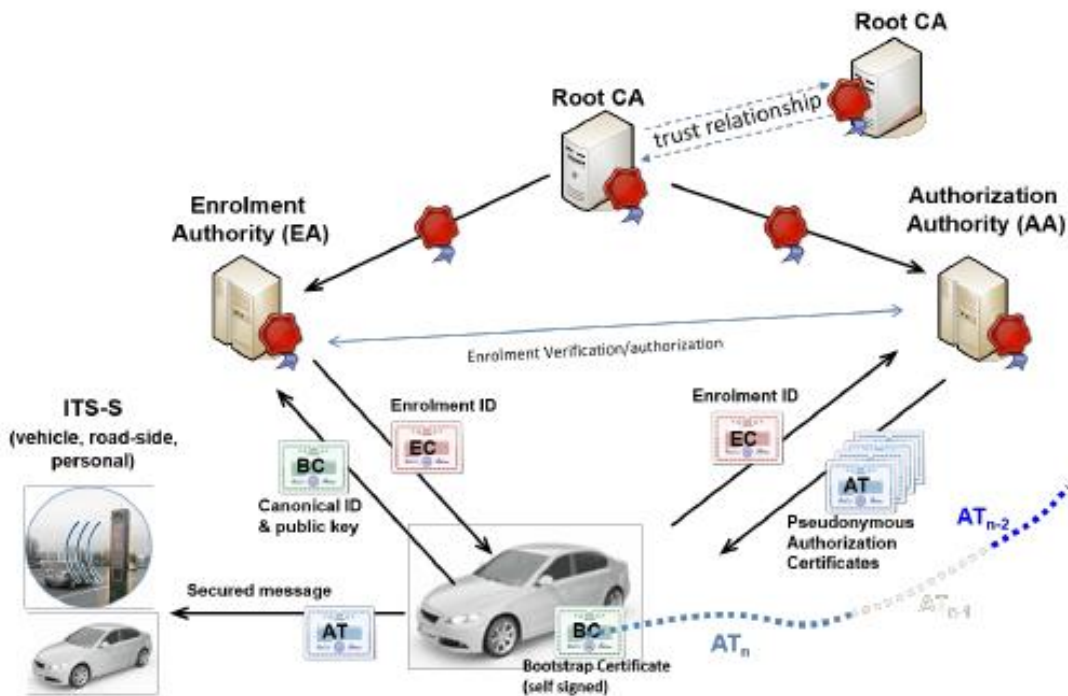 Root CA
Root CA
trust relationship
Enrolment
Authority (EA)
Authorization
Authority (AA)
Enrolment Verification/authorization
ITS-S
(vehicle, road-side,
personal)
Enrolment ID
EC
Enrolment ID
EC
BC
Canonical ID
& public key
AT
Pseudonymous
Authorization
Certificates
ATn-2
ATn-1
ATn
Secured message
AT
BC
Bootstrap Certificate
(self signed)